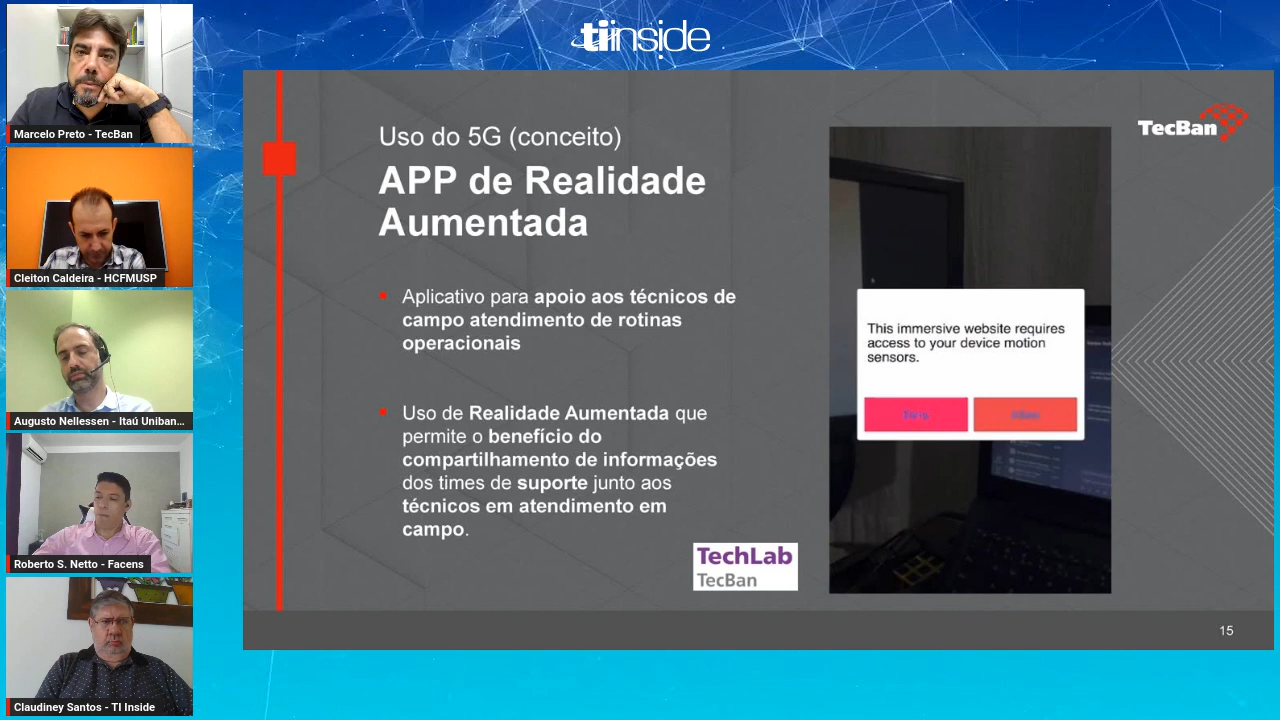 tiinside
Marcelo Preto - TecBan
Cleiton Caldeira - HCFMUSP
Augusto Nellessen - Itaú Uniban...
Roberto S. Netto - Facens
Claudiney Santos - TI Inside
TecBan
Uso do 5G (conceito)
APP de Realidade
Aumentada
Aplicativo para apoio aos técnicos de
campo atendimento de rotinas
operacionais
Uso de Realidade Aumentada que
permite o benefício do
compartilhamento de informações
dos times de suporte junto aos
técnicos em atendimento em
campo.
This immersive website requires
access to your device motion
sensors.
TechLab
TecBan
15